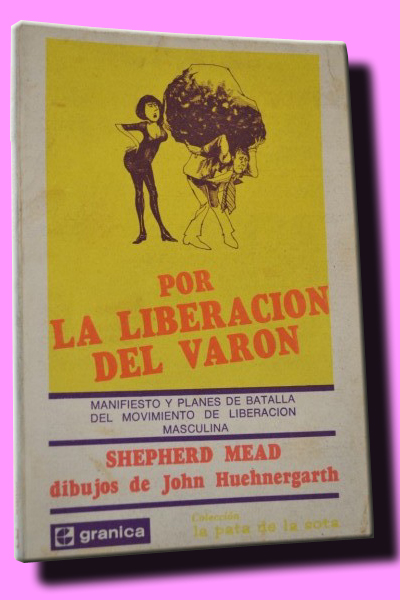 POR
LA LIBERACION
DEL VARON
MANIFIESTO Y PLANES DE BATALLA
DEL MOVIMIENTO DE LIBERACION
MASCULINA
SHEPHERD MEAD
dibujos de John Huehnergarth
granica
Colección
la pata de la sota